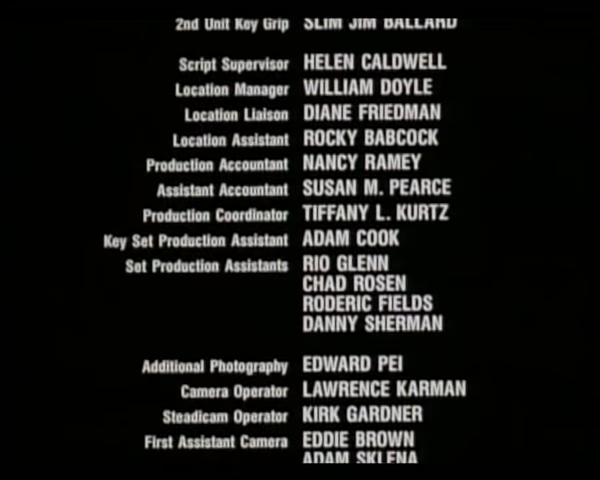 2nd Unit Key Grip SLIM JIM BALLARD
Script Supervisor HELEN CALDWELL
Location Manager WILLIAM DOYLE
Location Liaison DIANE FRIEDMAN
Location Assistant ROCKY BABCOCK
Production Accountant NANCY RAMEY
Assistant Accountant SUSAN M. PEARCE
Production Coordinator TIFFANY L. KURTZ
Key Set Production Assistant ADAM COOK
Set Production Assistants RIO GLENN
CHAD ROSEN
RODERIC FIELDS
DANNY SHERMAN
Additional Photography EDWARD PEI
Camera Operator LAWRENCE KARMAN
Steadicam Operator KIRK GARDNER
First Assistant Camera EDDIE BROWN
ADAM SKLENA